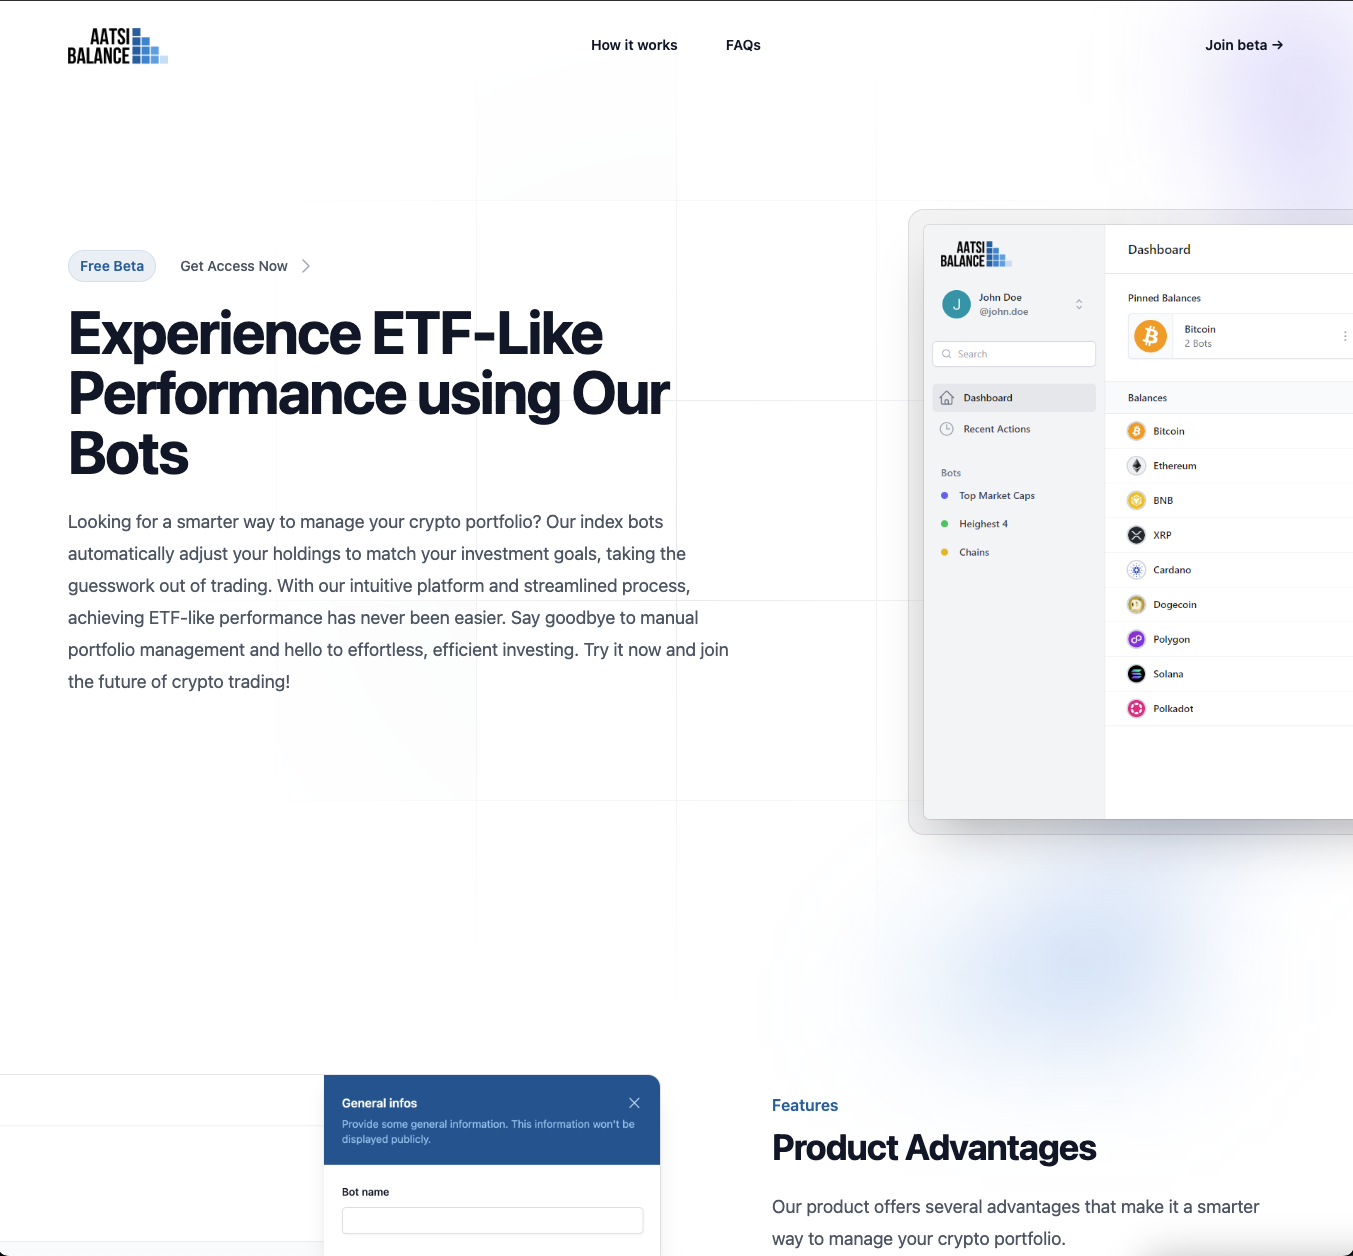 AATSI
BALANCE
How it works
FAQs
Join beta →
Free Beta
Get Access Now
Experience ETF-Like
Performance using Our
Bots
Looking for a smarter way to manage your crypto portfolio? Our index bots
automatically adjust your holdings to match your investment goals, taking the
guesswork out of trading. With our intuitive platform and streamlined process,
achieving ETF-like performance has never been easier. Say goodbye to manual
portfolio management and hello to effortless, efficient investing. Try it now and join
the future of crypto trading!
AATSI
BALANCE
J
John Doe
@john.doe
Search
Dashboard
Recent Actions
Bots
Top Market Caps
Heighest 4
Chains
Dashboard
Pinned Balances
Bitcoin
2 Bots
Balances
Bitcoin
Ethereum
BNB
XRP
Cardano
Dogecoin
Polygon
Solana
Polkadot
General infos
Provide some general information. This information won't be
displayed publicly.
Bot name
Features
Product Advantages
Our product offers several advantages that make it a smarter
way to manage your crypto portfolio.